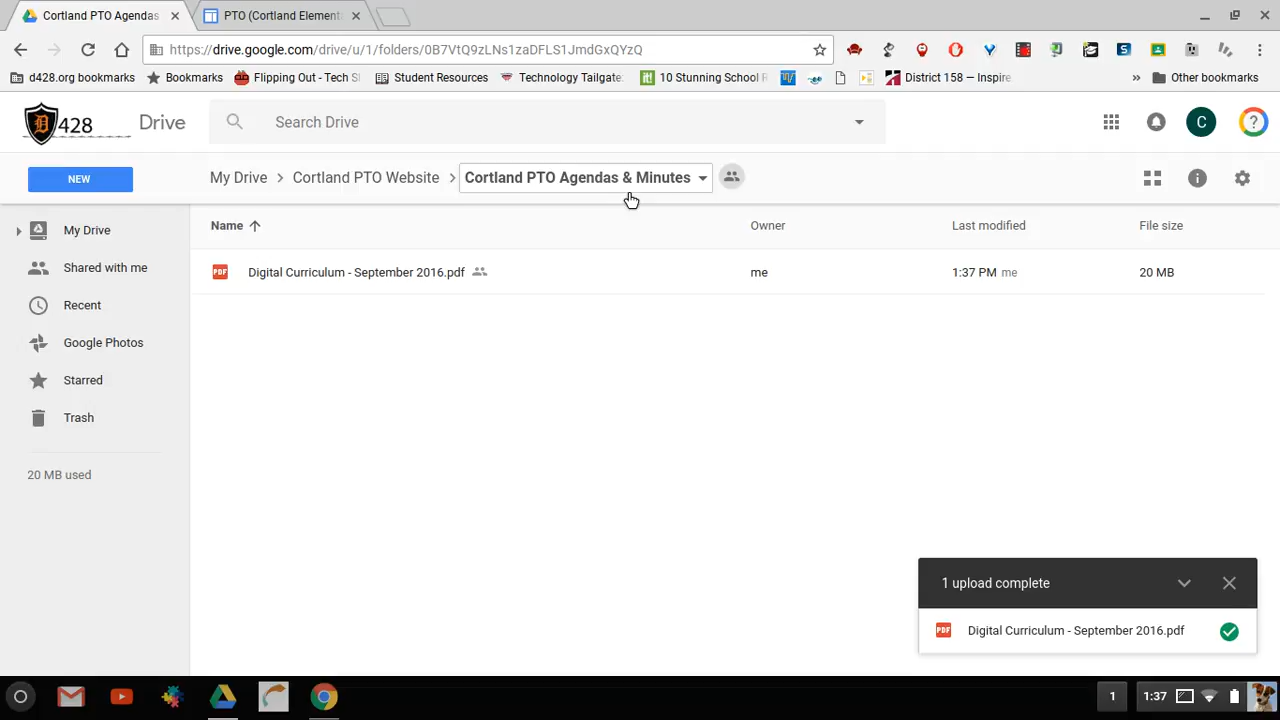 Cortland PTO Agendas
PTO (Cortland Element
https://drive.google.com/drive/u/1/folders/0B7VtQ9zLNs1zaDFLS1JmdGxQYzQ
d428.org bookmarks
Bookmarks
Flipping Out - Tech S
Student Resources
Technology Tailgate
it!
10 Stunning School
District 158 — Inspire
»
Other bookmarks
D428
Drive
Search Drive
C
?
NEW
My Drive > Cortland PTO Website > Cortland PTO Agendas & Minutes
My Drive
Shared with me
Recent
Google Photos
Starred
Trash
20 MB used
Name
Owner
Last modified
File size
PDF
Digital Curriculum - September 2016.pdf
me
1:37 PM me
20 MB
1 upload complete
PDF
Digital Curriculum - September 2016.pdf
1
1:37